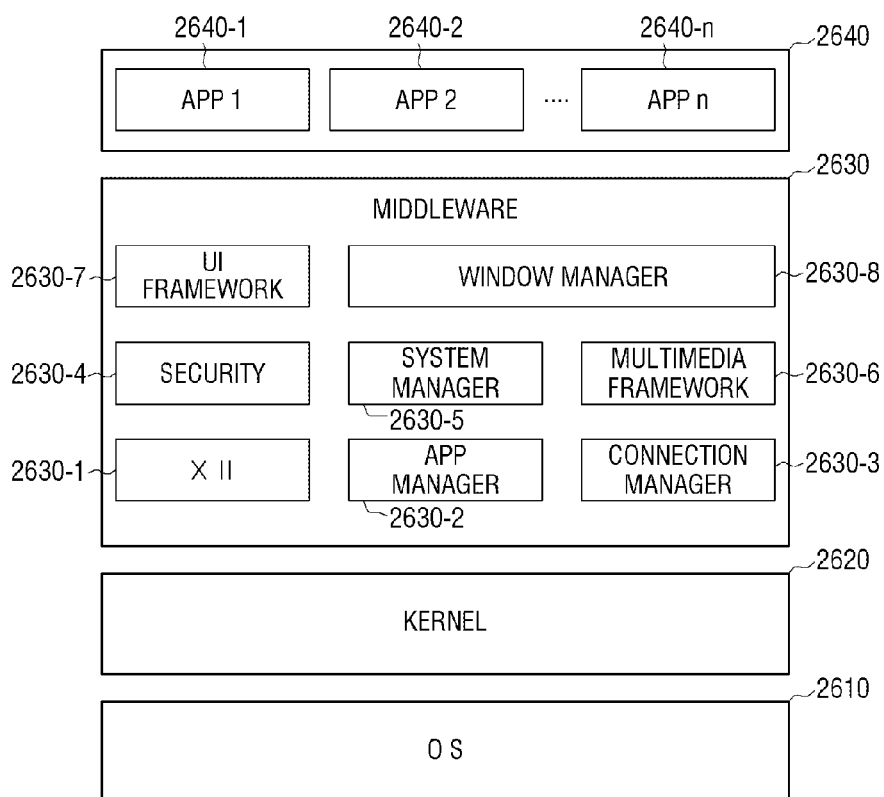 2640-1 2640-2 2640-n 2640
APP 1 APP 2 .... APP n
2630
MIDDLEWARE
2630-7 UI FRAMEWORK WINDOW MANAGER 2630-8
2630-4 SECURITY SYSTEM MANAGER MULTIMEDIA FRAMEWORK 2630-6
2630-5
2630-1 X II APP MANAGER CONNECTION MANAGER 2630-3
2630-2
2620
KERNEL
2610
O S